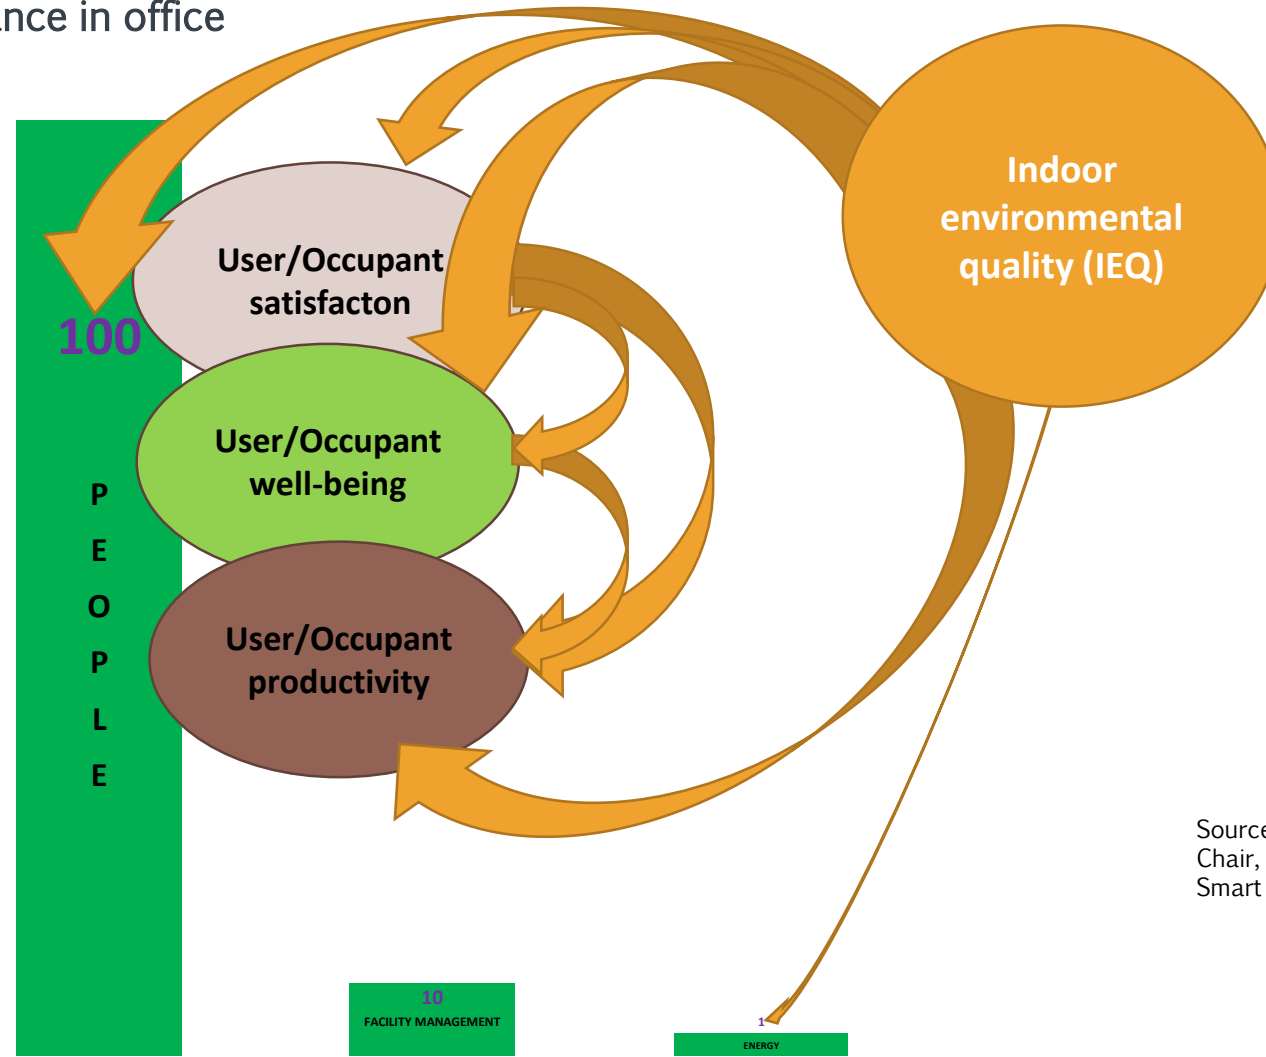 ance in office
Indoor
environmental
quality (IEQ)
User/Occupant
satisfacton
100
User/Occupant
well-being
P
E
O
P
L
E
User/Occupant
productivity
Source
Chair,
Smart
10
FACILITY MANAGEMENT
1
ENERGY